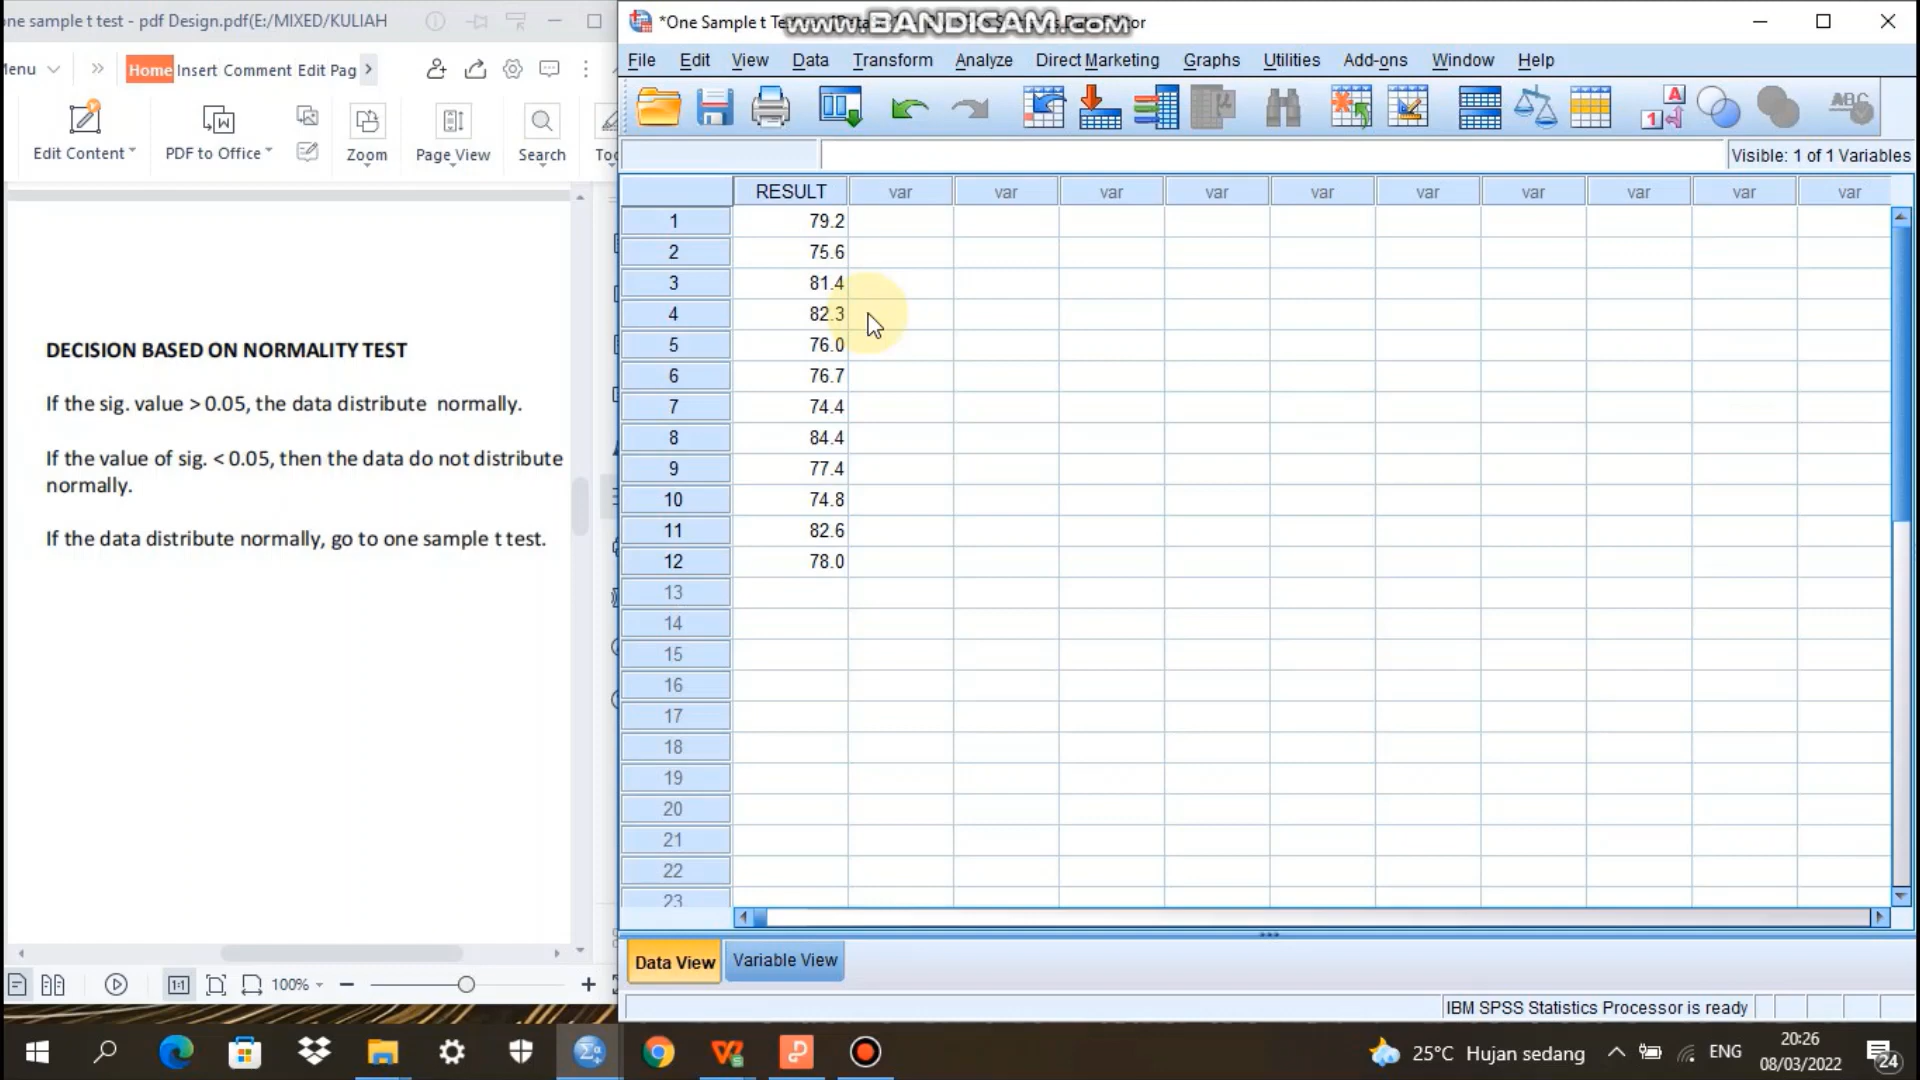 one sample t test - pdf Design.pdf(E:/MIXED/KULIAH
Menu
Home Insert Comment Edit Pag
Edit Content
PDF to Office
Zoom
Page View
Search
DECISION BASED ON NORMALITY TEST
If the sig. value > 0.05, the data distribute normally.
If the value of sig. < 0.05, then the data do not distribute
normally.
If the data distribute normally, go to one sample t test.
100%
*One Sample t Te
www.BANDICAM.com
Statistics Data Editor
File Edit View Data Transform Analyze Direct Marketing Graphs Utilities Add-ons Window Help
Visible: 1 of 1 Variables
RESULT var var var var var var var var var var
1 79.2
2 75.6
3 81.4
4 82.3
5 76.0
6 76.7
7 74.4
8 84.4
9 77.4
10 74.8
11 82.6
12 78.0
13
14
15
16
17
18
19
20
21
22
23
Data View Variable View
IBM SPSS Statistics Processor is ready
25°C Hujan sedang
ENG
20:26
08/03/2022
24